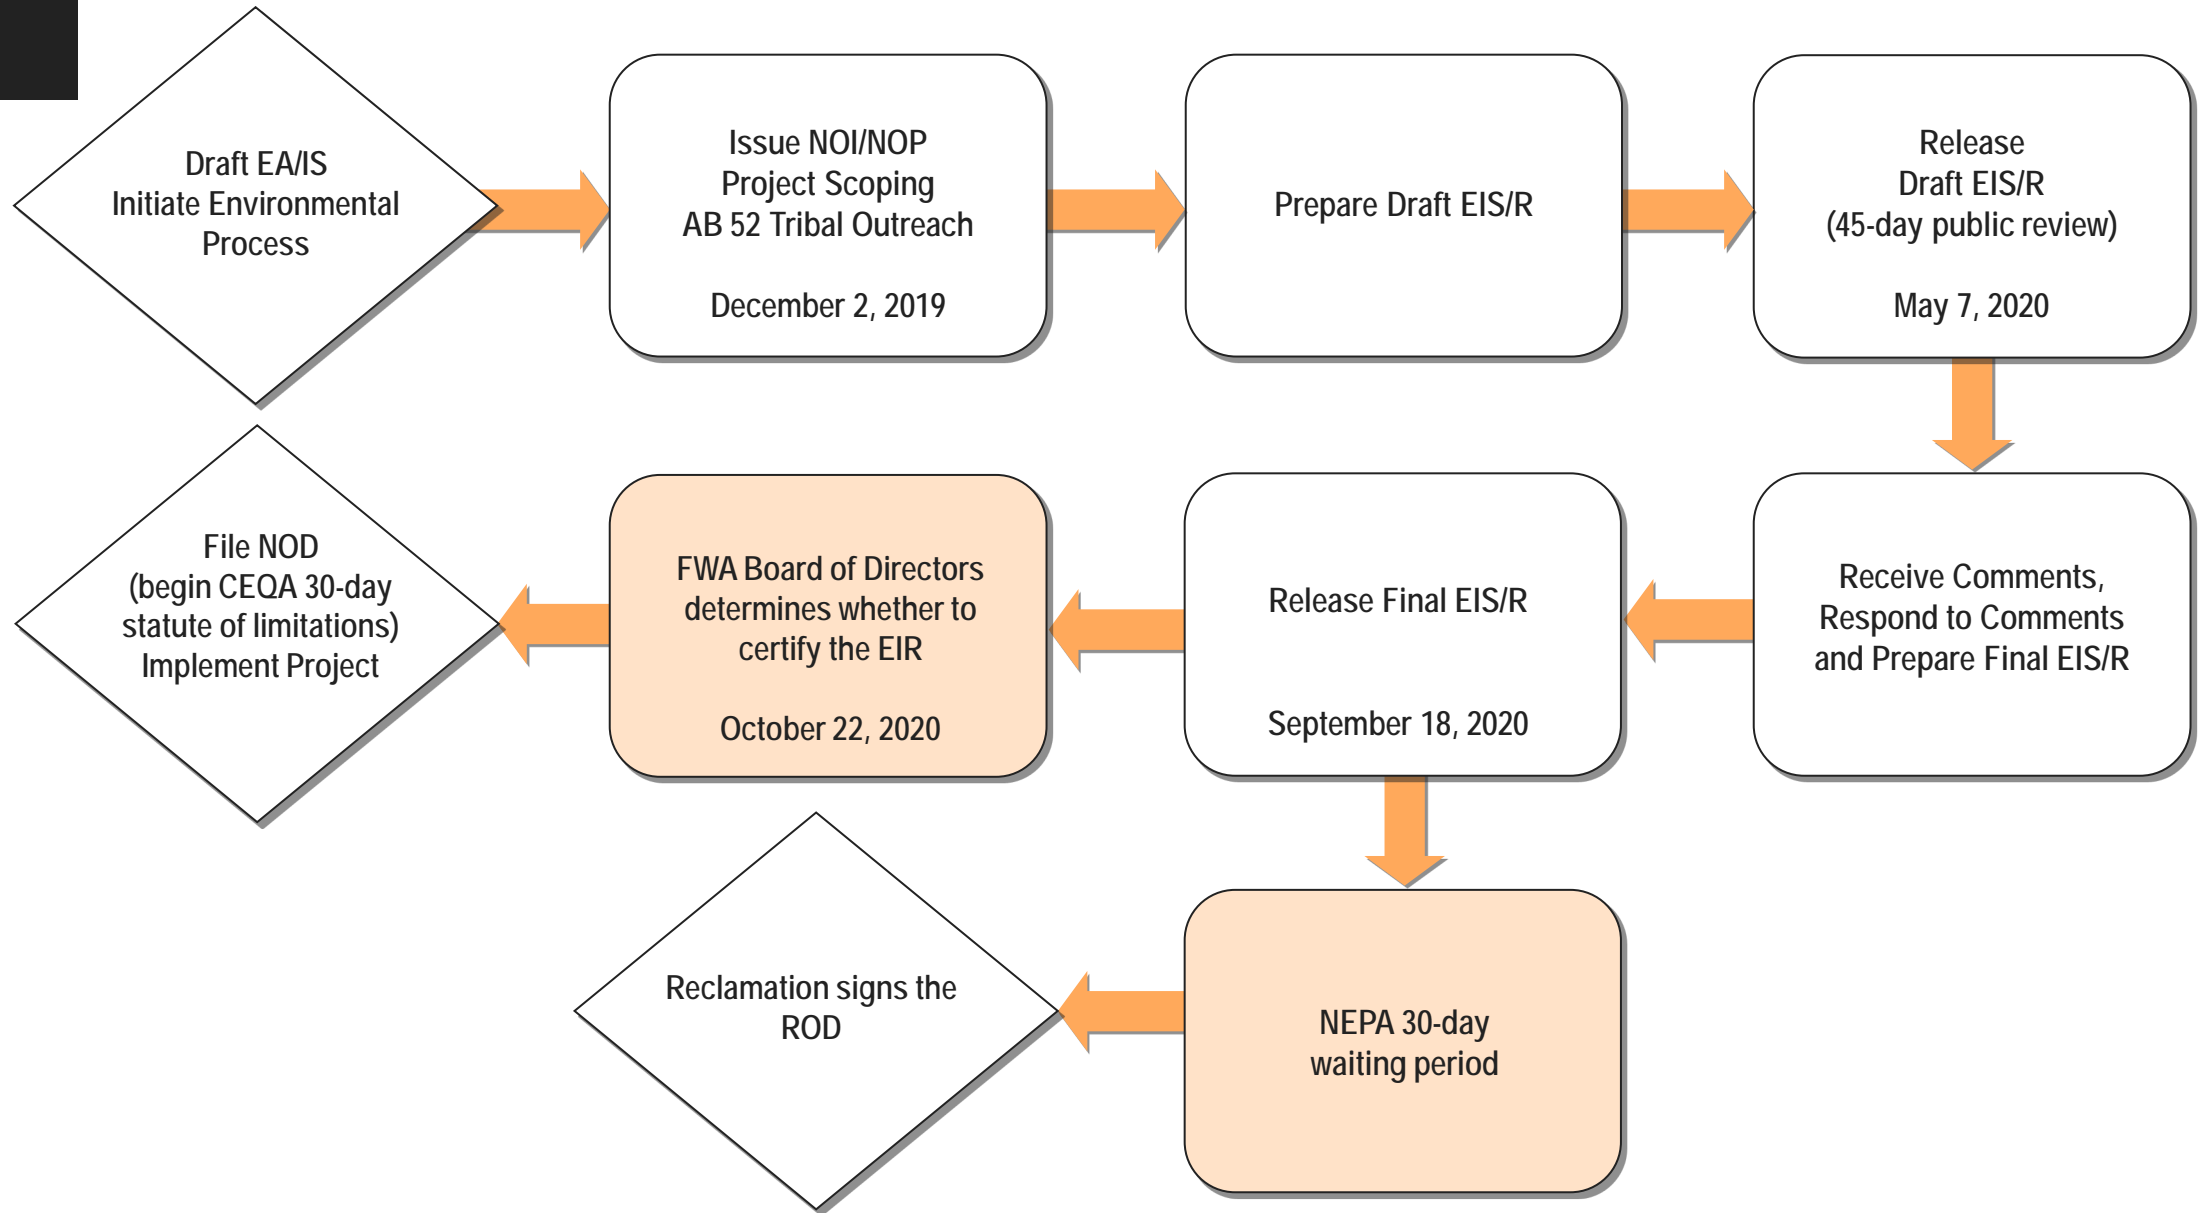 Draft EA/IS
Initiate Environmental
Process
Issue NOI/NOP
Project Scoping
AB 52 Tribal Outreach
December 2, 2019
Prepare Draft EIS/R
Release
Draft EIS/R
(45-day public review)
May 7, 2020
Receive Comments,
Respond to Comments
and Prepare Final EIS/R
Release Final EIS/R
September 18, 2020
FWA Board of Directors
determines whether to
certify the EIR
October 22, 2020
File NOD
(begin CEQA 30-day
statute of limitations)
Implement Project
NEPA 30-day
waiting period
Reclamation signs the
ROD